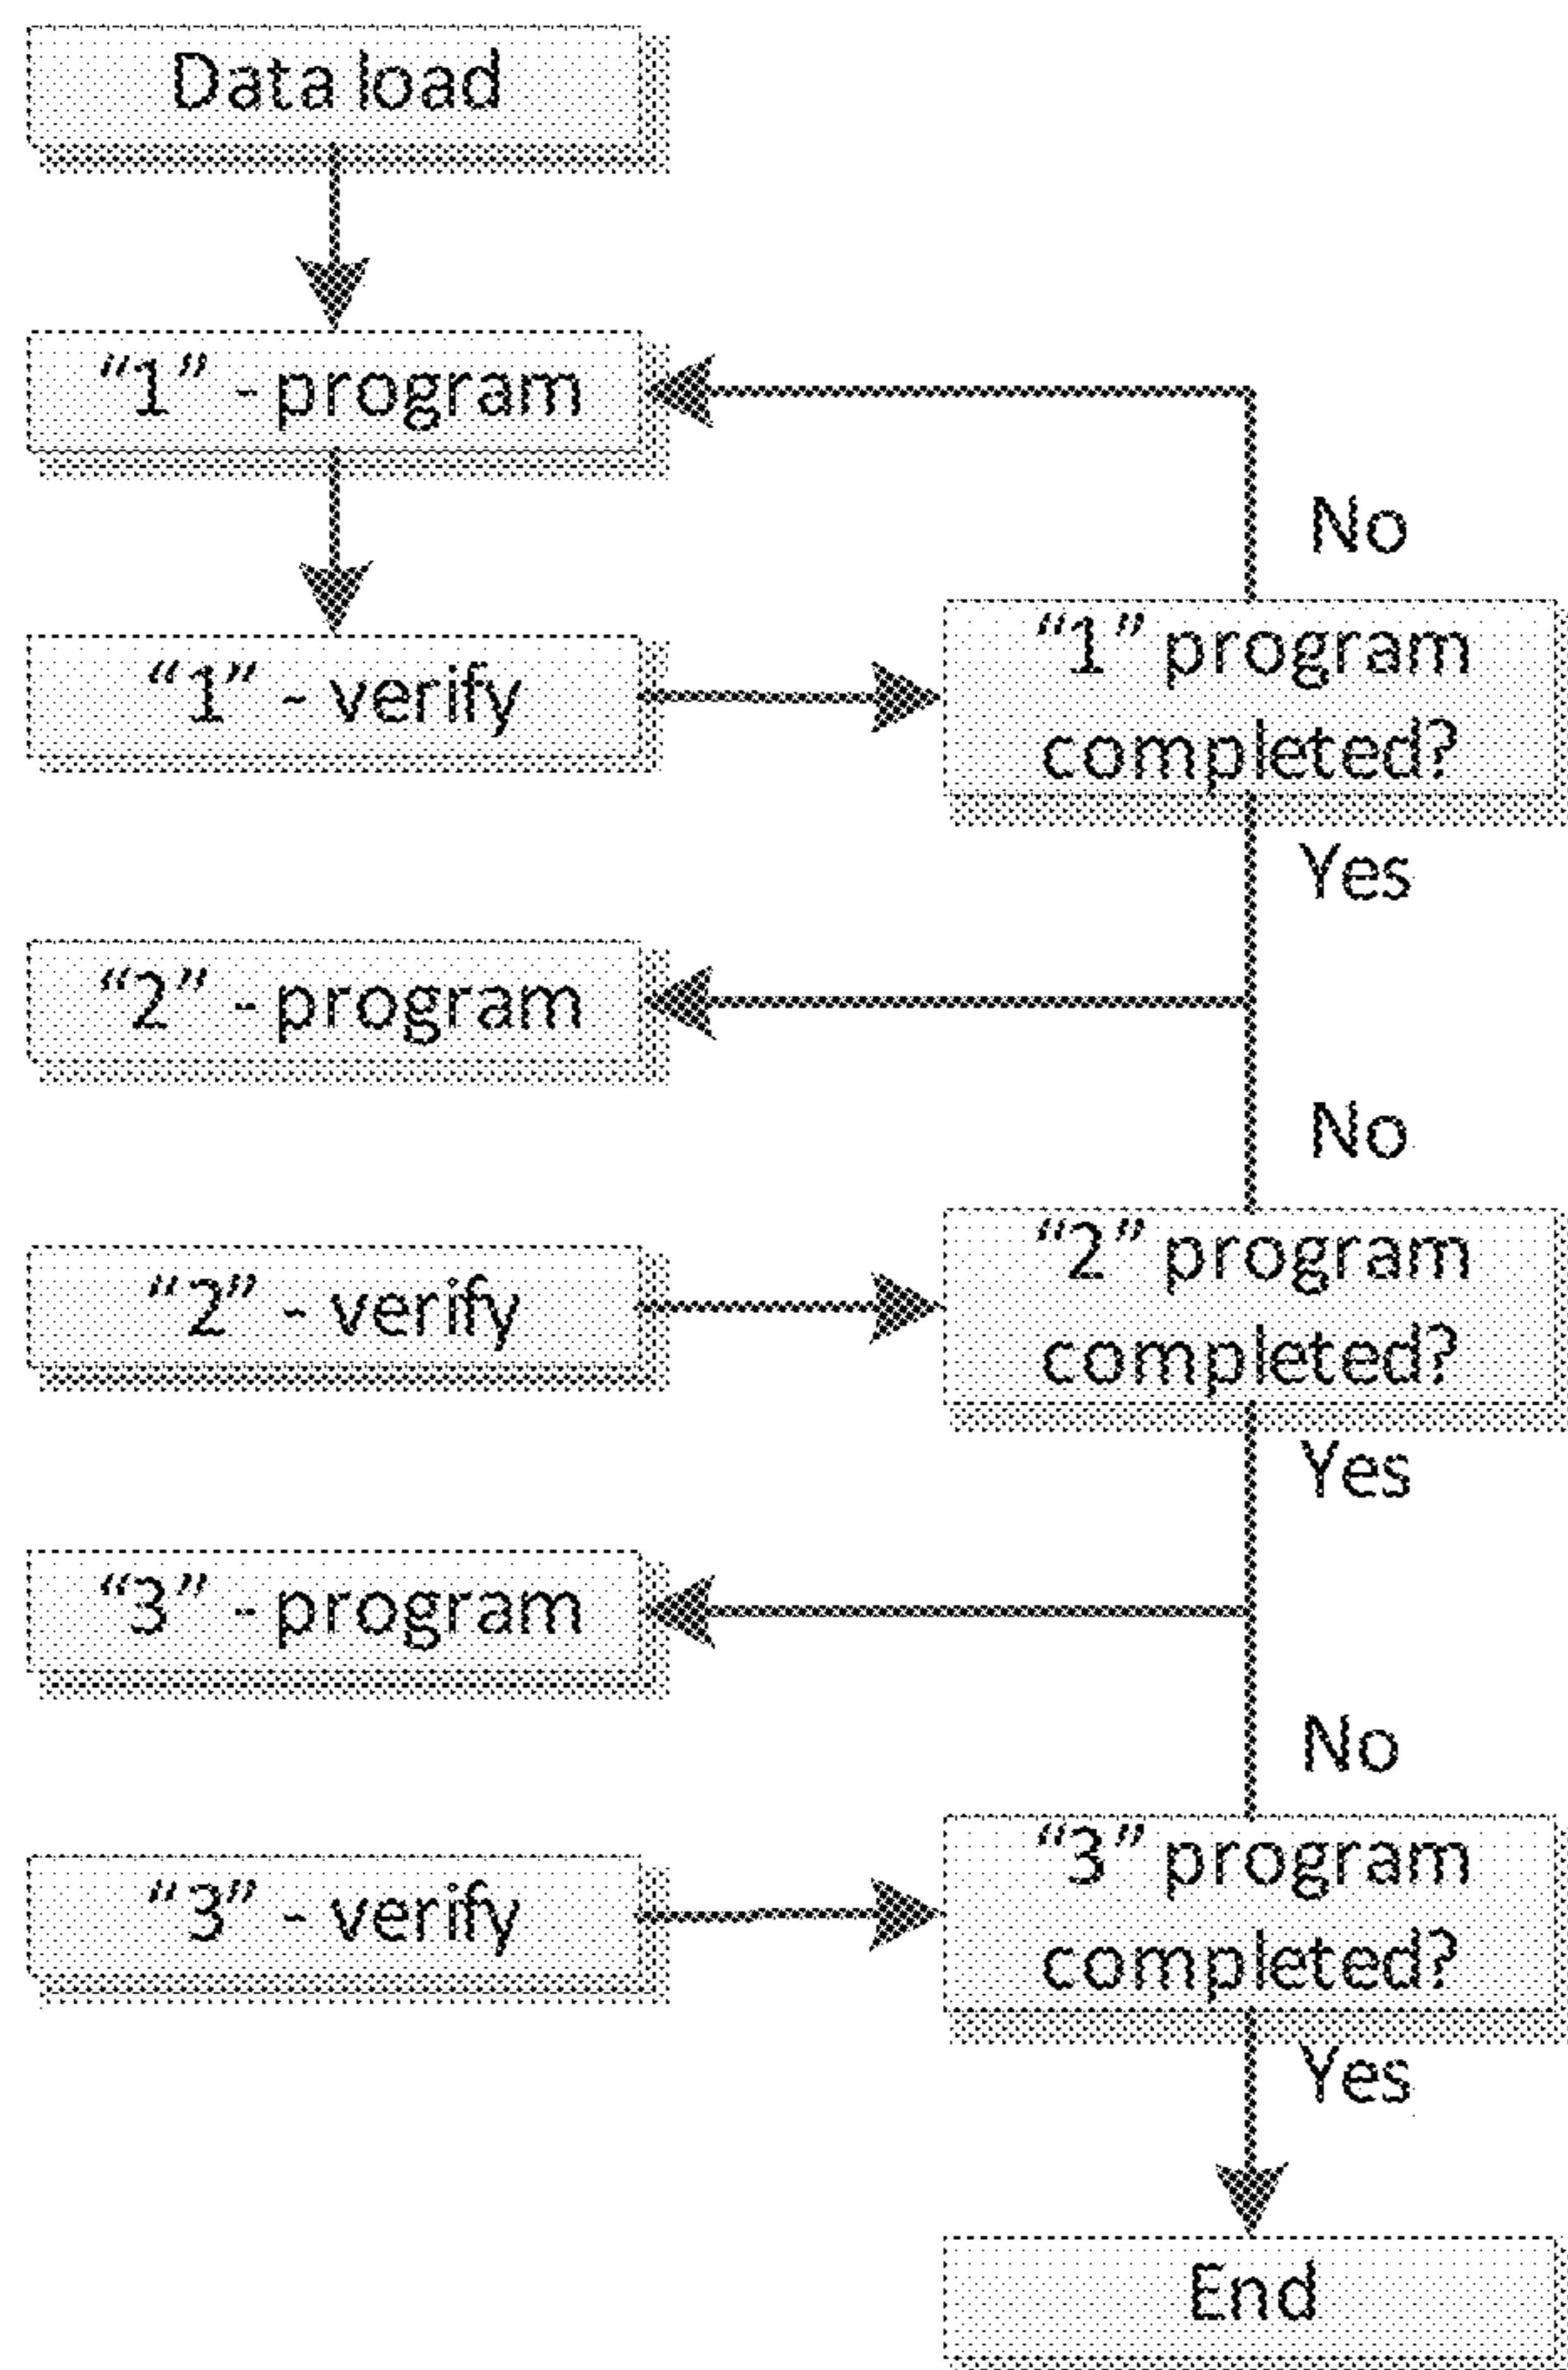 Data load
“1” - program
No
“1” - verify
“1” program
completed?
Yes
“2” - program
No
“2” - verify
“2” program
completed?
Yes
“3” - program
No
“3” - verify
“3” program
completed?
Yes
End